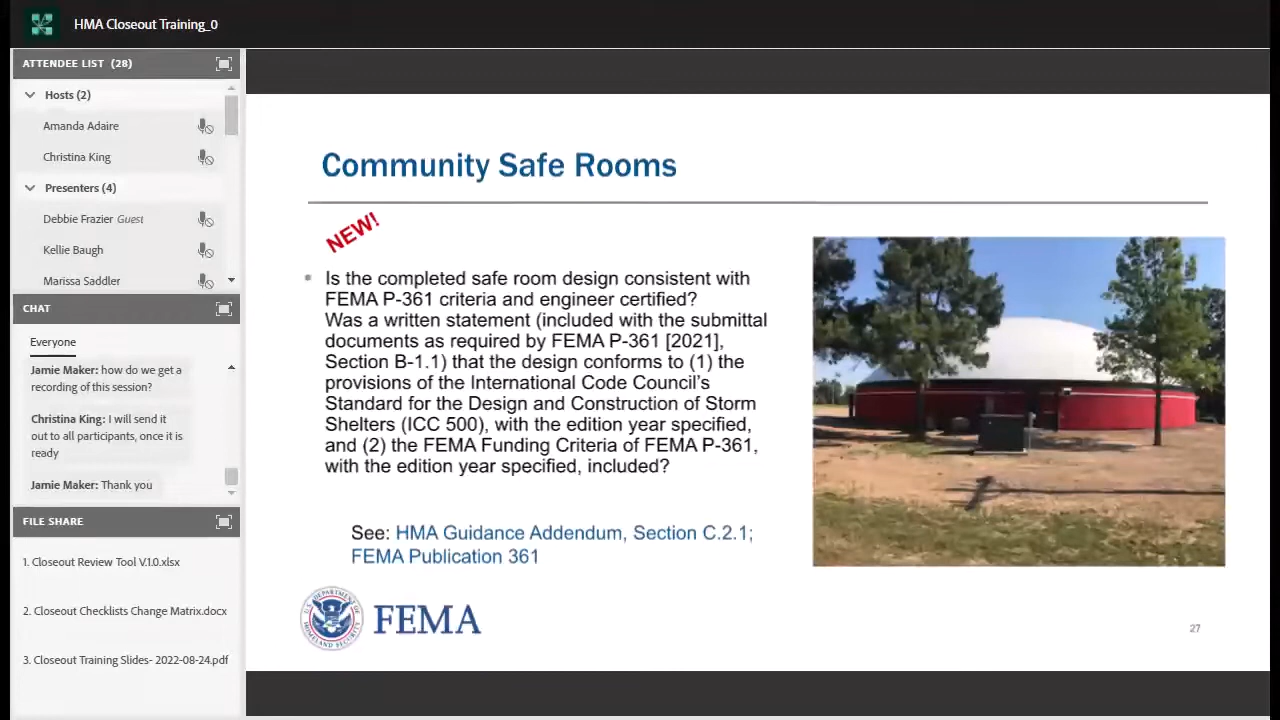 HMA Closeout Training_0
ATTENDEE LIST (28)
Hosts (2)
Amanda Adaire
Christina King
Presenters (4)
Debbie Frazier Guest
Kellie Baugh
Marissa Saddler
CHAT
Everyone
Jamie Maker: how do we get a
recording of this session?
Christina King: I will send it
out to all participants, once it is
ready
Jamie Maker: Thank you
FILE SHARE
1. Closeout Review Tool V.1.0.xlsx
2. Closeout Checklists Change Matrix.docx
3. Closeout Training Slides- 2022-08-24.pdf
Community Safe Rooms
NEW!
Is the completed safe room design consistent with
FEMA P-361 criteria and engineer certified?
Was a written statement (included with the submittal
documents as required by FEMA P-361 [2021],
Section B-1.1) that the design conforms to (1) the
provisions of the International Code Council's
Standard for the Design and Construction of Storm
Shelters (ICC 500), with the edition year specified,
and (2) the FEMA Funding Criteria of FEMA P-361,
with the edition year specified, included?
See: HMA Guidance Addendum, Section C.2.1;
FEMA Publication 361
FEMA
27